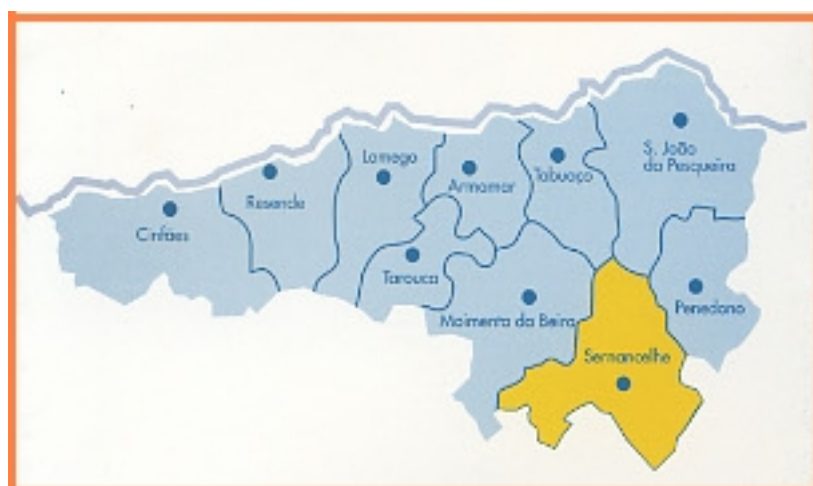 S. João
da Pesqueira
Lamego
Tabuaço
Armamar
Resende
Cinfães
Tarouca
Penedono
Moimenta da Beira
Sernancelhe